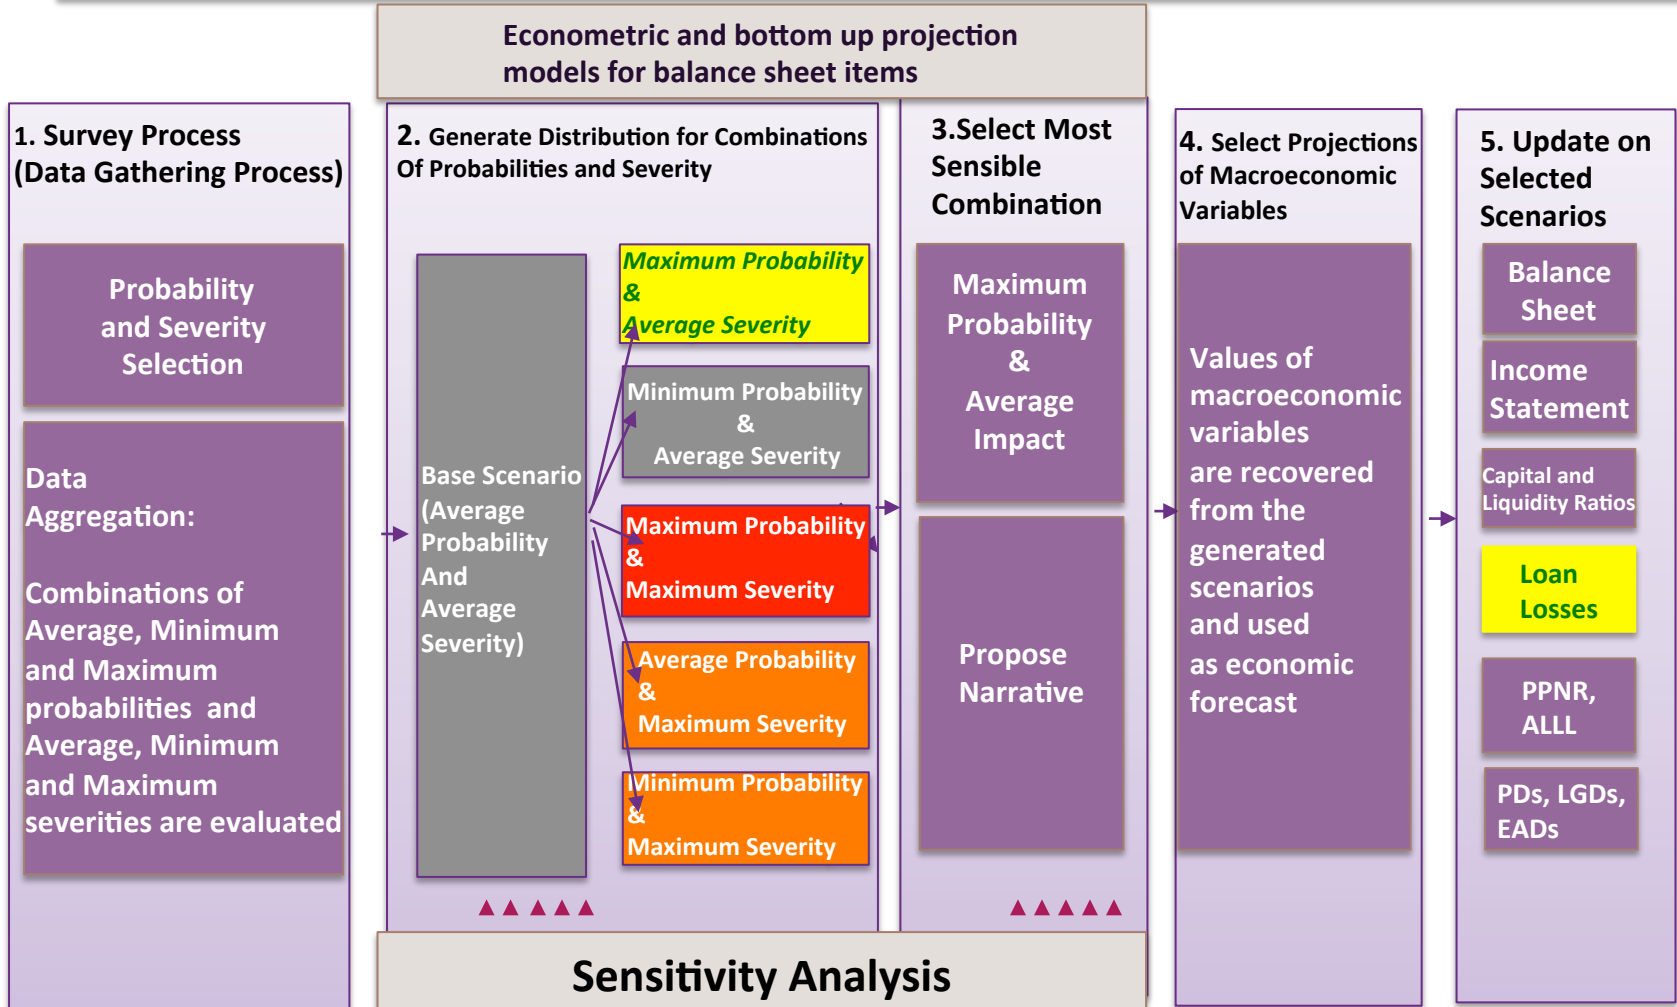 Econometric and bottom up projection
models for balance sheet items
1. Survey Process
(Data Gathering Process)
Probability
and Severity
Selection
Data
Aggregation:
Combinations of
Average, Minimum
and Maximum
probabilities and
Average, Minimum
and Maximum
severities are evaluated
2. Generate Distribution for Combinations
Of Probabilities and Severity
Base Scenario
(Average
Probability
And
Average
Severity)
Maximum Probability
&
Average Severity
Minimum Probability
&
Average Severity
Maximum Probability
&
Maximum Severity
Average Probability
&
Maximum Severity
Minimum Probability
&
Maximum Severity
3.Select Most
Sensible
Combination
Maximum
Probability
&
Average
Impact
Propose
Narrative
4. Select Projections
of Macroeconomic
Variables
Values of
macroeconomic
variables
are recovered
from the
generated
scenarios
and used
as economic
forecast
5. Update on
Selected
Scenarios
Balance
Sheet
Income
Statement
Capital and
Liquidity Ratios
Loan
Losses
PPNR,
ALLL
PDs, LGDs,
EADs
Sensitivity Analysis